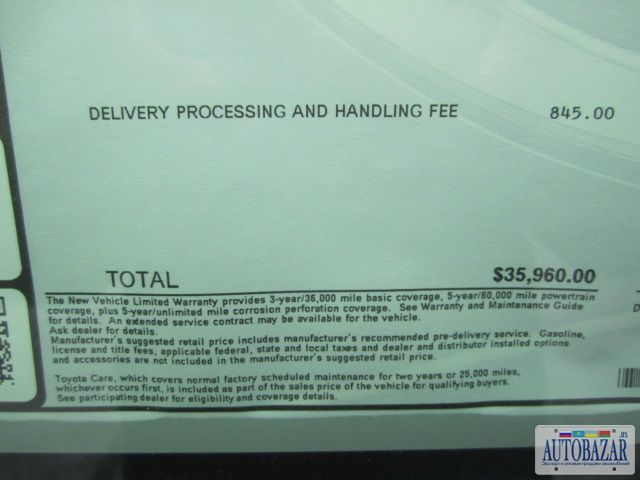 DELIVERY PROCESSING AND HANDLING FEE 845.00
TOTAL $35,960.00
The New Vehicle Limited Warranty provides 3-year/36,000 mile basic coverage, 5-year/60,000 mile powertrain
coverage, plus 5-year/unlimited mile corrosion perforation coverage. See Warranty and Maintenance Guide
for details. An extended service contract may be available for the vehicle.
Ask dealer for details.
Manufacturer's suggested retail price includes manufacturer's recommended pre-delivery service. Gasoline,
license and title fees, applicable federal, state and local taxes and dealer and distributor installed options
and accessories are not included in the manufacturer's suggested retail price.
Toyota Care, which covers normal factory scheduled maintenance for two years or 25,000 miles,
whichever occurs first, is included as part of the sales price of the vehicle for qualifying buyers.
See participating dealer for eligibility and coverage details.
D
.US
AUTOBAZAR